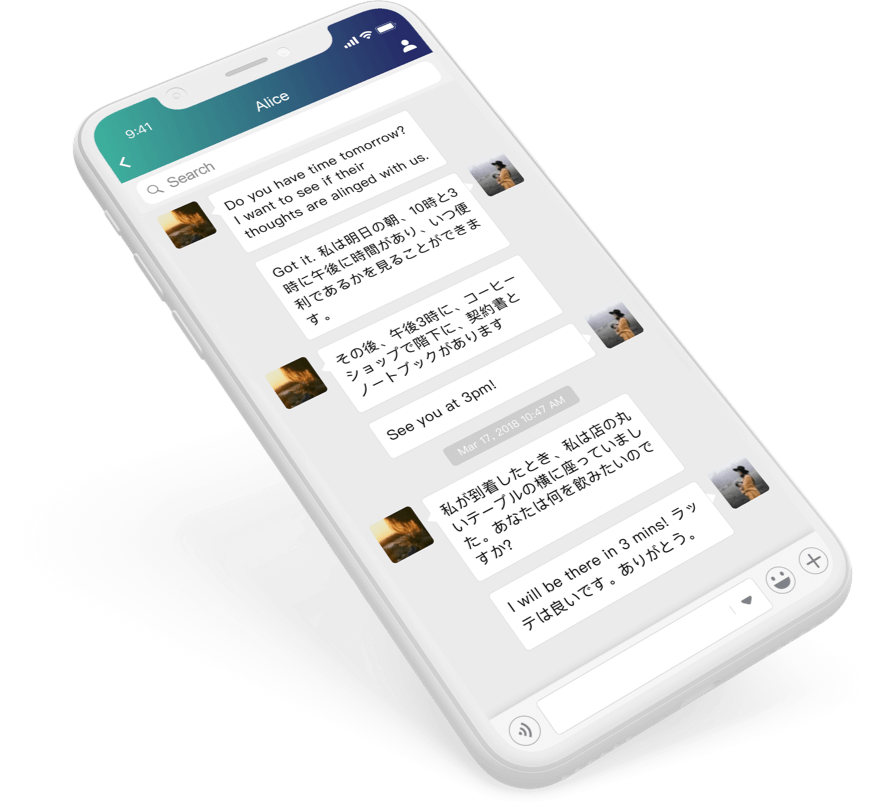 9:41
Alice
Search
Do you have time tomorrow?
I want to see if their
thoughts are alinged with us.
Got it. 私は明日の朝、10時と3
時に午後に時間があり、いつ便
利であるかを見ることができま
す。
その後、午後3時に、コーヒー
ショップで階下に、契約書と
ノートブックがあります
See you at 3pm!
Mar 17, 2018 10:47 AM
私が到着したとき、私は店の丸
いテーブルの横に座っていまし
た。あなたは何を飲みたいので
すか?
I will be there in 3 mins! ラッ
テは良いです。ありがとう。